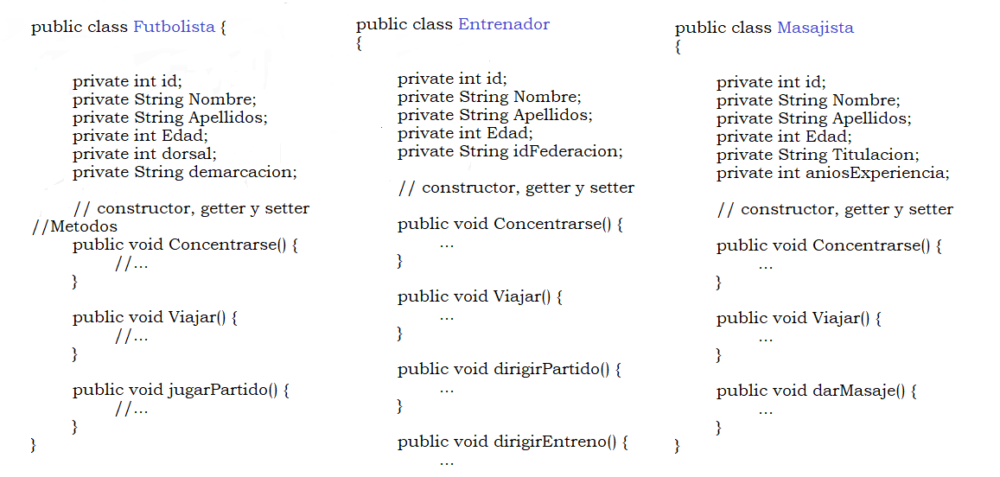 public class Futbolista {
private int id;
private String Nombre;
private String Apellidos;
private int Edad;
private int dorsal;
private String demarcacion;
// constructor, getter y setter
//Metodos
public void Concentrarse() {
//...
}
public void Viajar() {
//...
}
public void jugarPartido() {
//...
}
}
public class Entrenador
{
private int id;
private String Nombre;
private String Apellidos;
private int Edad;
private String idFederacion;
// constructor, getter y setter
public void Concentrarse() {
...
}
public void Viajar() {
...
}
public void dirigirPartido() {
...
}
public void dirigirEntreno() {
...
public class Masajista
{
private int id;
private String Nombre;
private String Apellidos;
private int Edad;
private String Titulacion;
private int aniosExperiencia;
// constructor, getter y setter
public void Concentrarse() {
...
}
public void Viajar() {
...
}
public void darMasaje() {
...
}
}